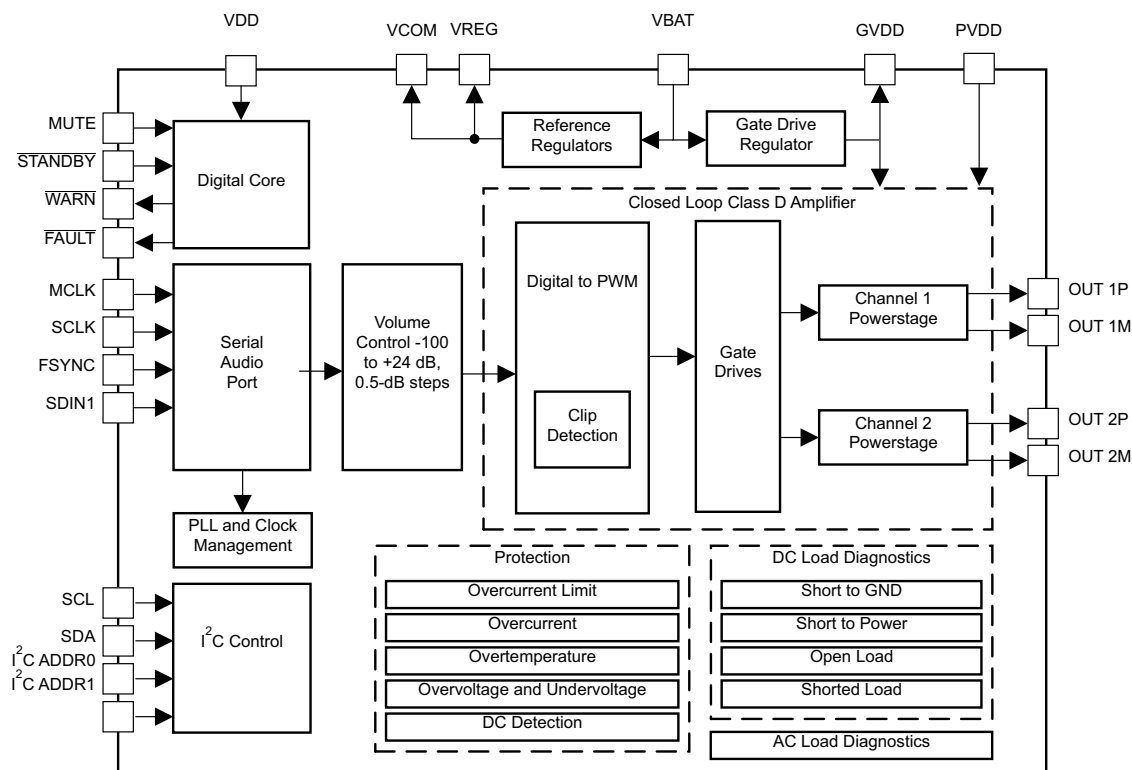 VDD
VCOM
VREG
VBAT
GVDD
PVDD
MUTE
STANDBY
WARN
FAULT
Digital Core
Reference
Regulators
Gate Drive
Regulator
Closed Loop Class D Amplifier
MCLK
SCLK
FSYNC
SDIN1
Serial
Audio
Port
Volume
Control -100
to +24 dB,
0.5-dB steps
Digital to PWM
Clip
Detection
Gate
Drives
Channel 1
Powerstage
Channel 2
Powerstage
OUT 1P
OUT 1M
OUT 2P
OUT 2M
PLL and Clock
Management
SCL
SDA
I²C ADDR0
I²C ADDR1
I²C Control
Protection
Overcurrent Limit
Overcurrent
Overtemperature
Overvoltage and Undervoltage
DC Detection
DC Load Diagnostics
Short to GND
Short to Power
Open Load
Shorted Load
AC Load Diagnostics